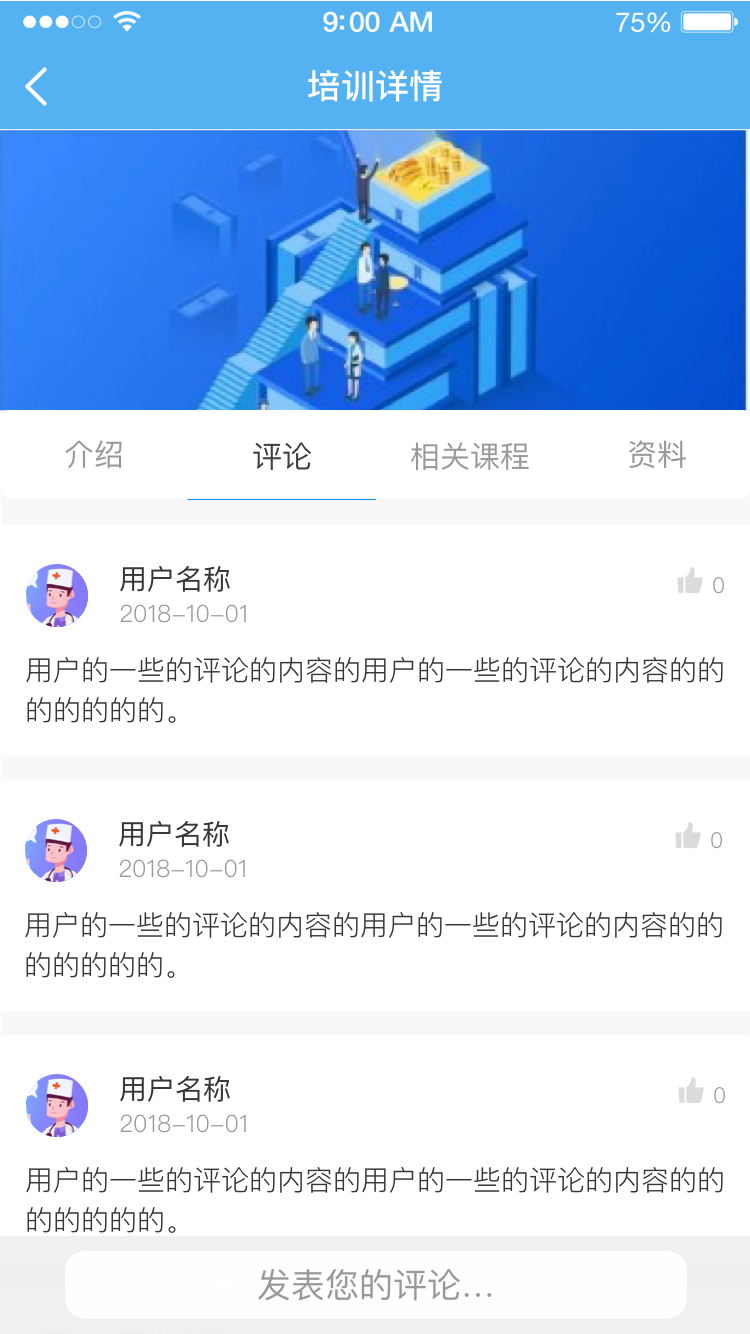 9:00 AM
75%
培训详情
介绍
评论
相关课程
资料
用户名称
0
2018-10-01
用户的一些的评论的内容的用户的一些的评论的内容的的
的的的的的。
用户名称
0
2018-10-01
用户的一些的评论的内容的用户的一些的评论的内容的的
的的的的的。
用户名称
0
2018-10-01
用户的一些的评论的内容的用户的一些的评论的内容的的
的的的的的。
发表您的评论...